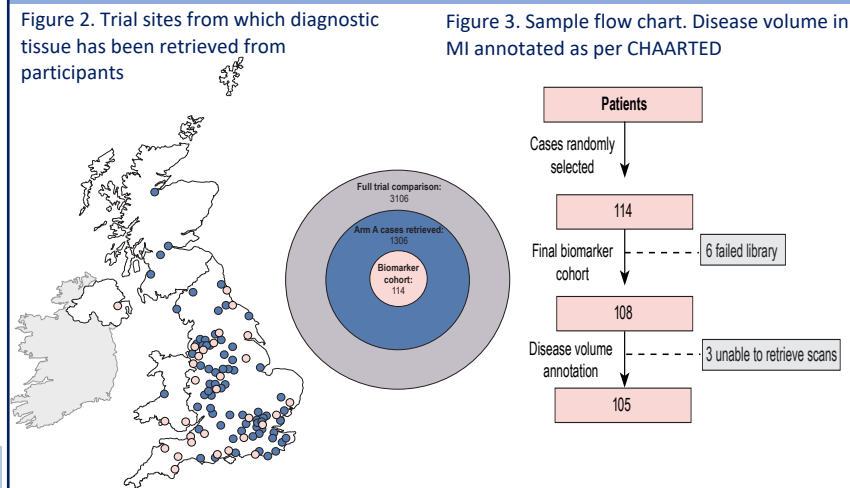 Figure 2. Trial sites from which diagnostic
tissue has been retrieved from
participants
Full trial comparison:
3106
Arm A cases retrieved:
1306
Biomarker
cohort:
114
Figure 3. Sample flow chart. Disease volume in
MI annotated as per CHAARTED
Patients
Cases randomly
selected
114
Final biomarker
cohort
6 failed library
108
Disease volume
annotation
3 unable to retrieve scans
105